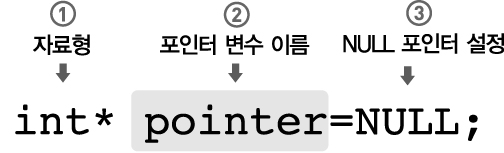 ① ② ③
자료형 포인터 변수 이름 NULL 포인터 설정
int* pointer=NULL;